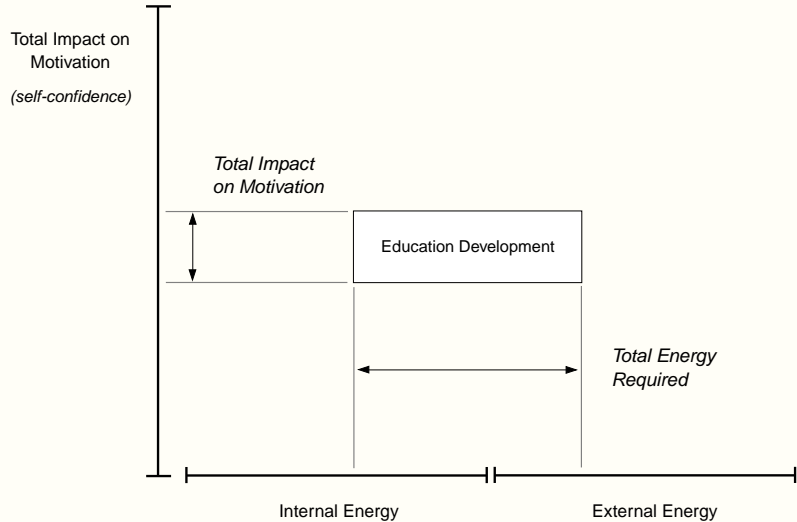 Total Impact on
Motivation
(self-confidence)
Total Impact
on Motivation
Education Development
Total Energy
Required
Internal Energy
External Energy